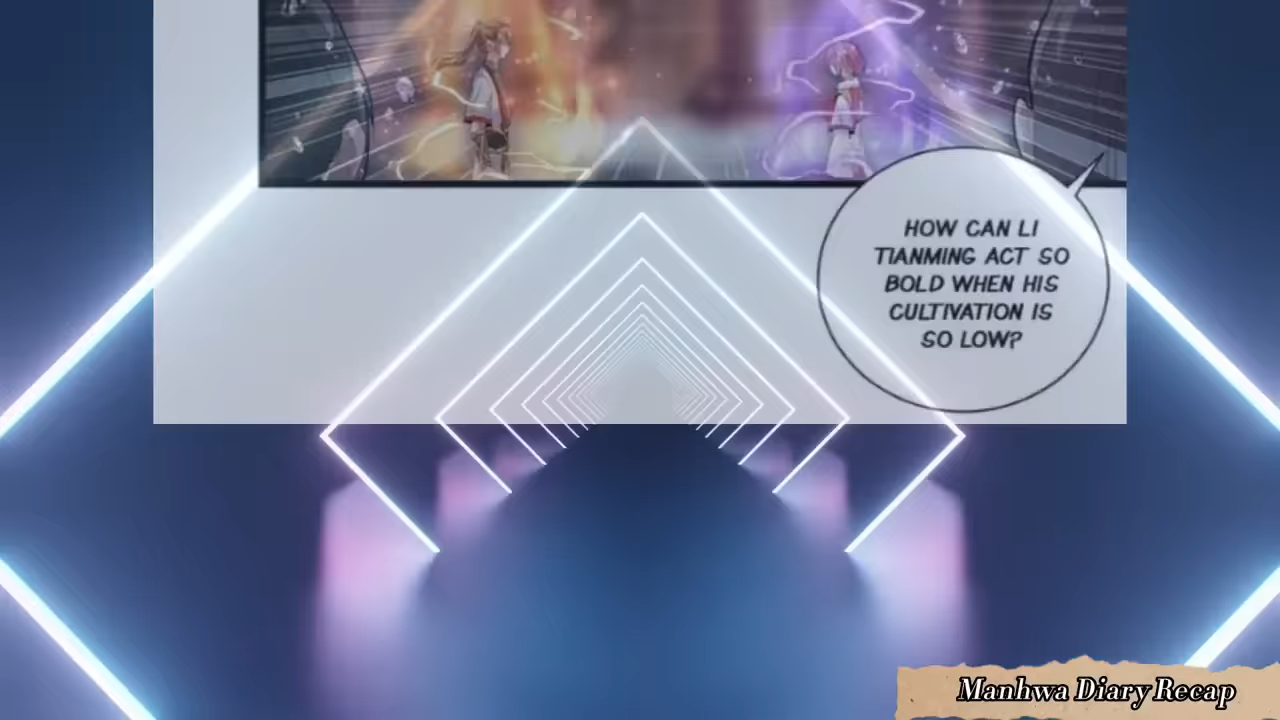 HOW CAN LI
TIANMING ACT SO
BOLD WHEN HIS
CULTIVATION IS
SO LOW?
Manhwa Diary Recap